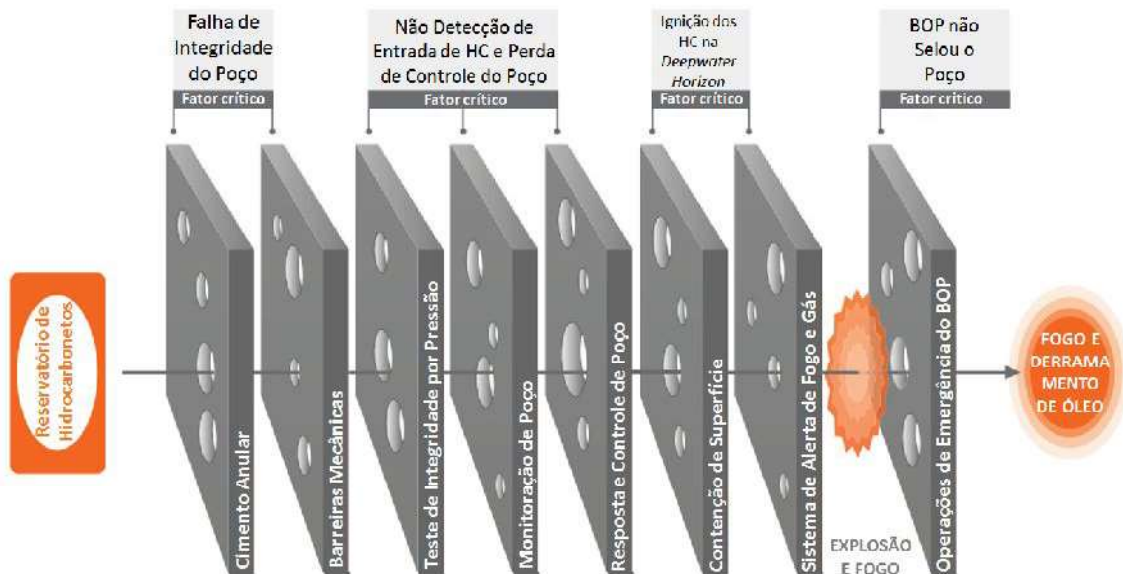 Falha de
Integridade
do Poço
Fator crítico
Não Detecção de
Entrada de HC e Perda
de Controle do Poço
Fator crítico
Ignição dos
HC na
Deepwater
Horizon
Fator crítico
BOP não
Selou o
Poço
Fator crítico
Reservatório de
Hidrocarbonetos
Cimento Anular
Barreiras Mecânicas
Teste de Integridade por Pressão
Monitoração de Poço
Resposta e Controle de Poço
Contenção de Superfície
Sistema de Alerta de Fogo e Gás
EXPLOSÃO
E FOGO
Operações de Emergência do BOP
FOGO E
DERRAMA
MENTO
DE ÓLEO